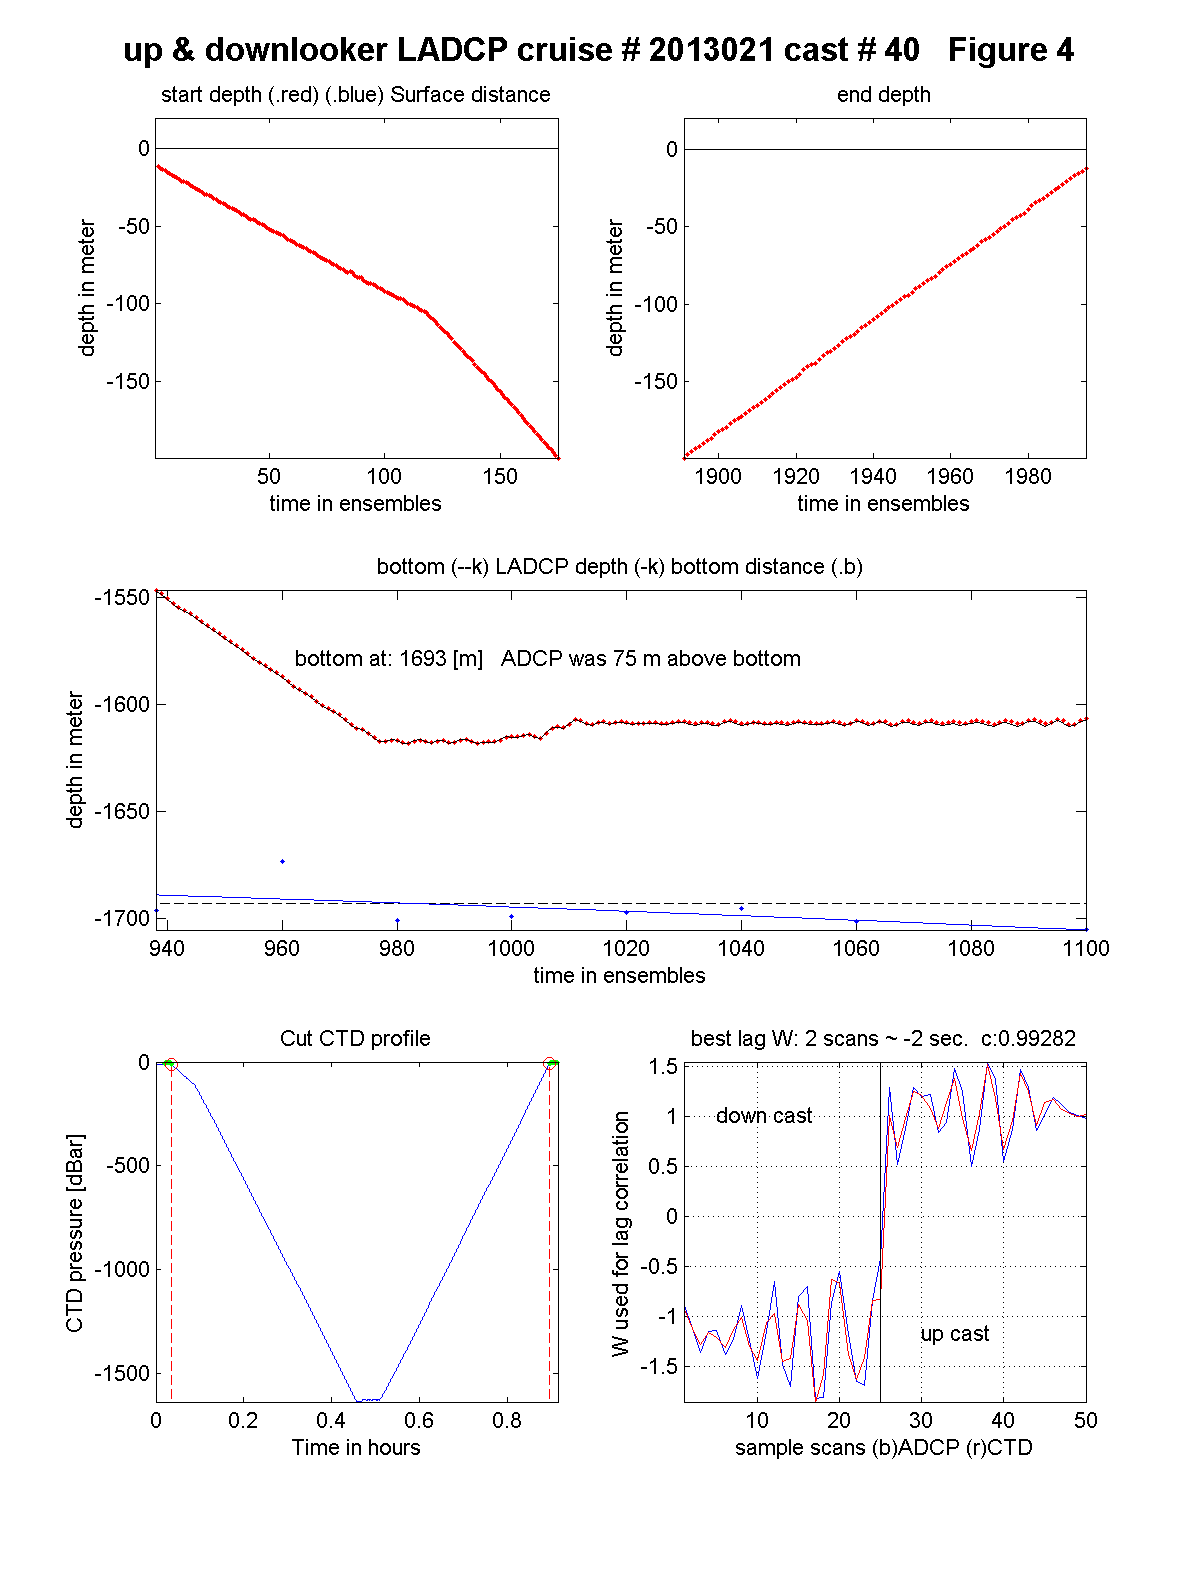 up & downlooker LADCP cruise # 2013021 cast # 40   Figure 4
start depth (.red) (.blue) Surface distance
0
-50
-100
-150
depth in meter
50 100 150
time in ensembles
end depth
0
-50
-100
-150
depth in meter
1900 1920 1940 1960 1980
time in ensembles
bottom (--k) LADCP depth (-k) bottom distance (.b)
-1550
-1600
-1650
-1700
depth in meter
bottom at: 1693 [m]   ADCP was 75 m above bottom
940 960 980 1000 1020 1040 1060 1080 1100
time in ensembles
Cut CTD profile
0
-500
-1000
-1500
CTD pressure [dBar]
0 0.2 0.4 0.6 0.8
Time in hours
best lag W: 2 scans ~ -2 sec.  c:0.99282
1.5
1
0.5
0
-0.5
-1
-1.5
W used for lag correlation
down cast
up cast
10 20 30 40 50
sample scans (b)ADCP (r)CTD